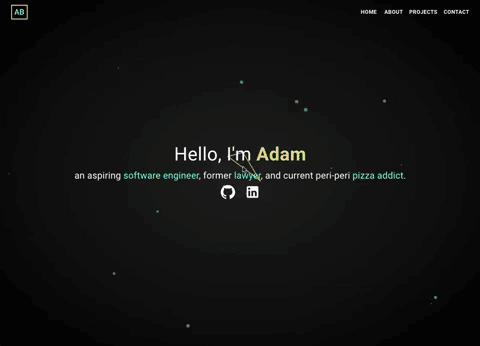 AB
HOME ABOUT PROJECTS CONTACT
Hello, I'm Adam
an aspiring software engineer, former lawyer, and current peri-peri pizza addict.
in